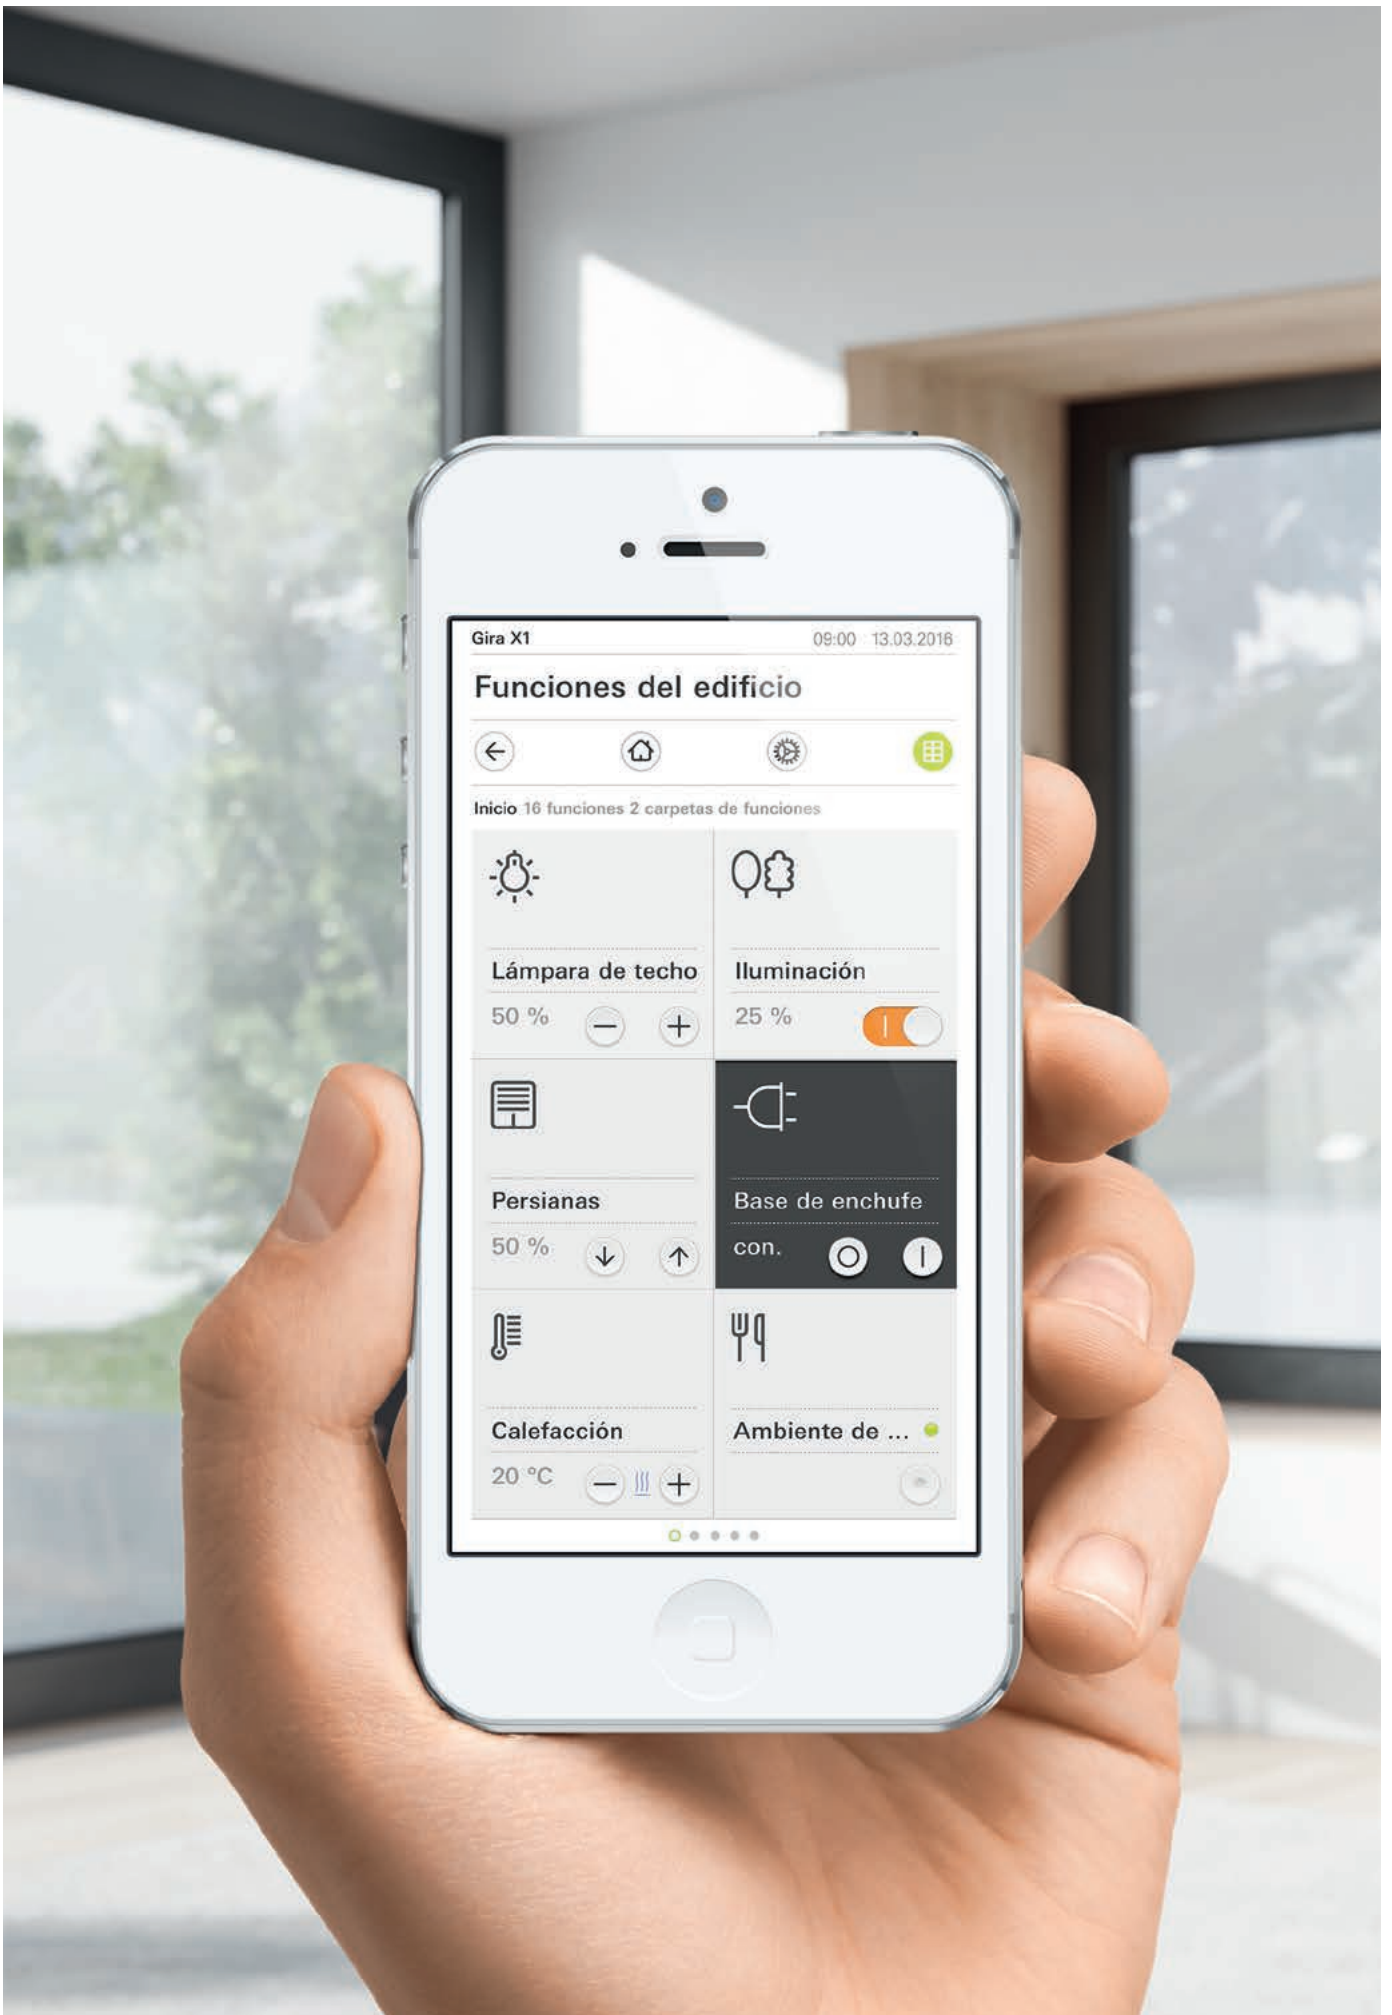 Gira X1 09:00 13.03.2016
Funciones del edificio
Inicio 16 funciones 2 carpetas de funciones
Lámpara de techo
50 %
Iluminación
25 %
Persianas
50 %
Base de enchufe
con.
Calefacción
20 °C
Ambiente de ...